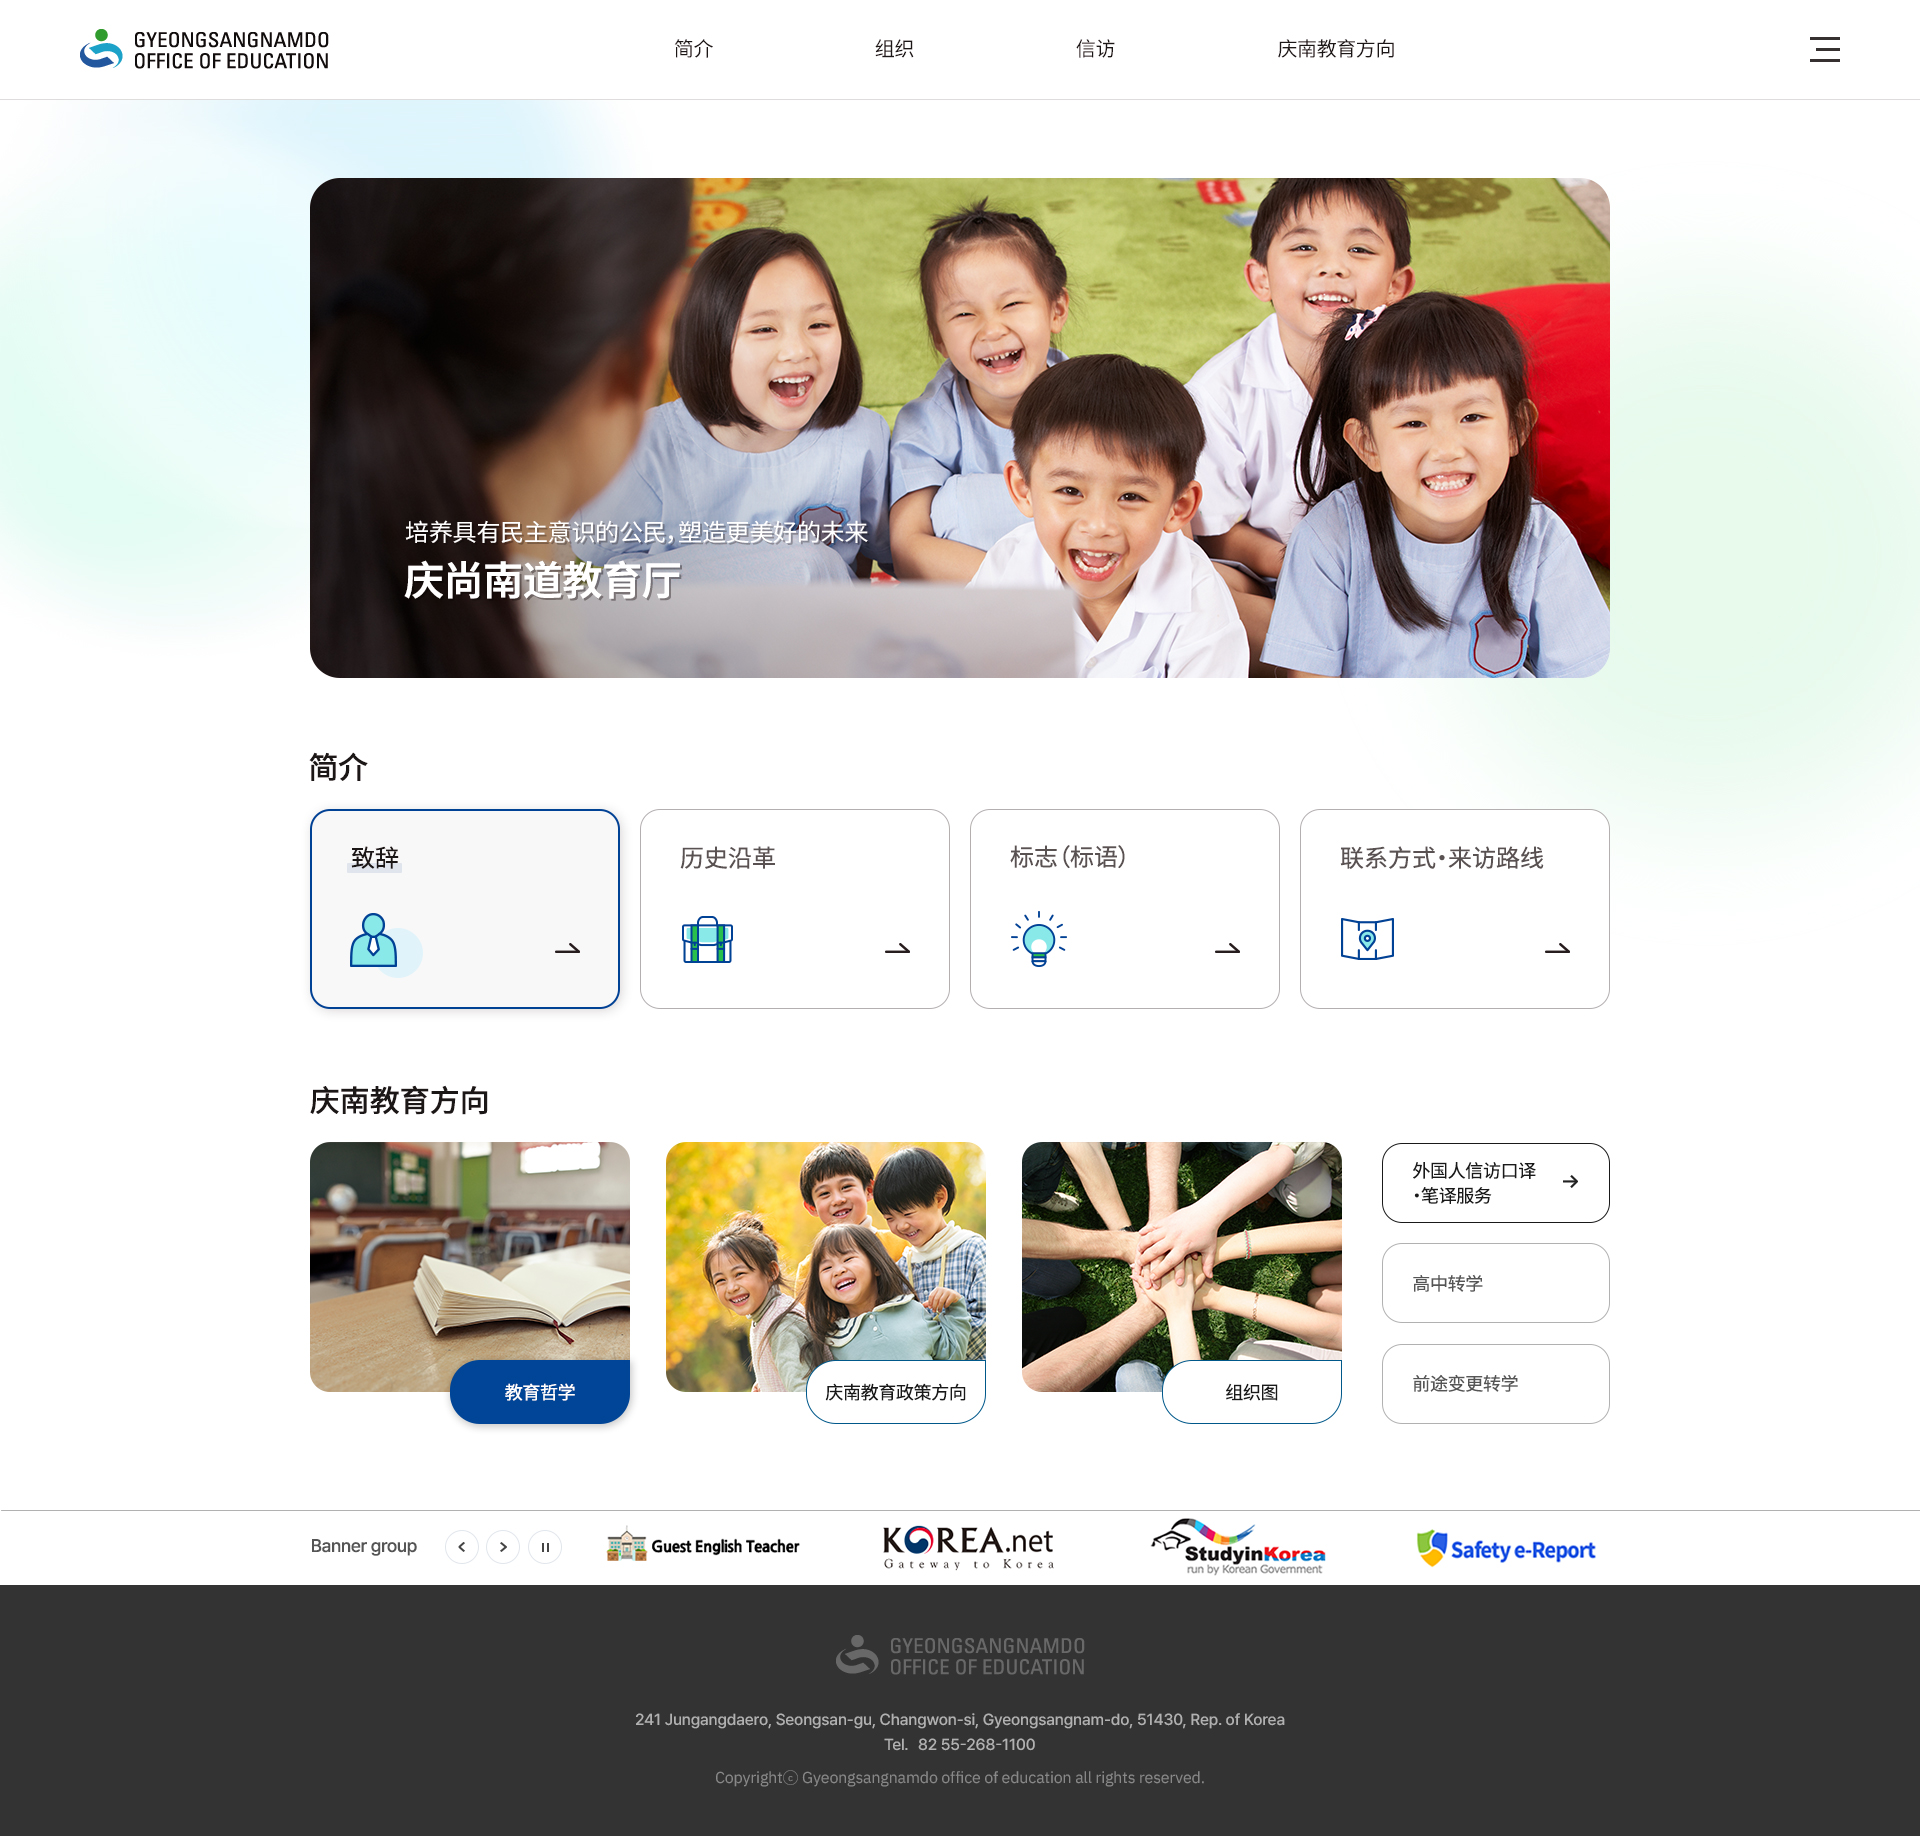 GYEONGSANGNAMDO
OFFICE OF EDUCATION
简介
组织
信访
庆南教育方向
培养具有民主意识的公民，塑造更美好的未来
庆尚南道教育厅
简介
致辞
历史沿革
标志（标语）
联系方式·来访路线
庆南教育方向
教育哲学
庆南教育政策方向
组织图
外国人信访口译
·笔译服务
高中转学
前途变更转学
Banner group
Guest English Teacher
KOREA.net
Gateway to Korea
StudyinKorea
run by Korean Government
Safety e-Report
GYEONGSANGNAMDO
OFFICE OF EDUCATION
241 Jungangdaero, Seongsan-gu, Changwon-si, Gyeongsangnam-do, 51430, Rep. of Korea
Tel. 82 55-268-1100
Copyrightⓒ Gyeongsangnamdo office of education all rights reserved.